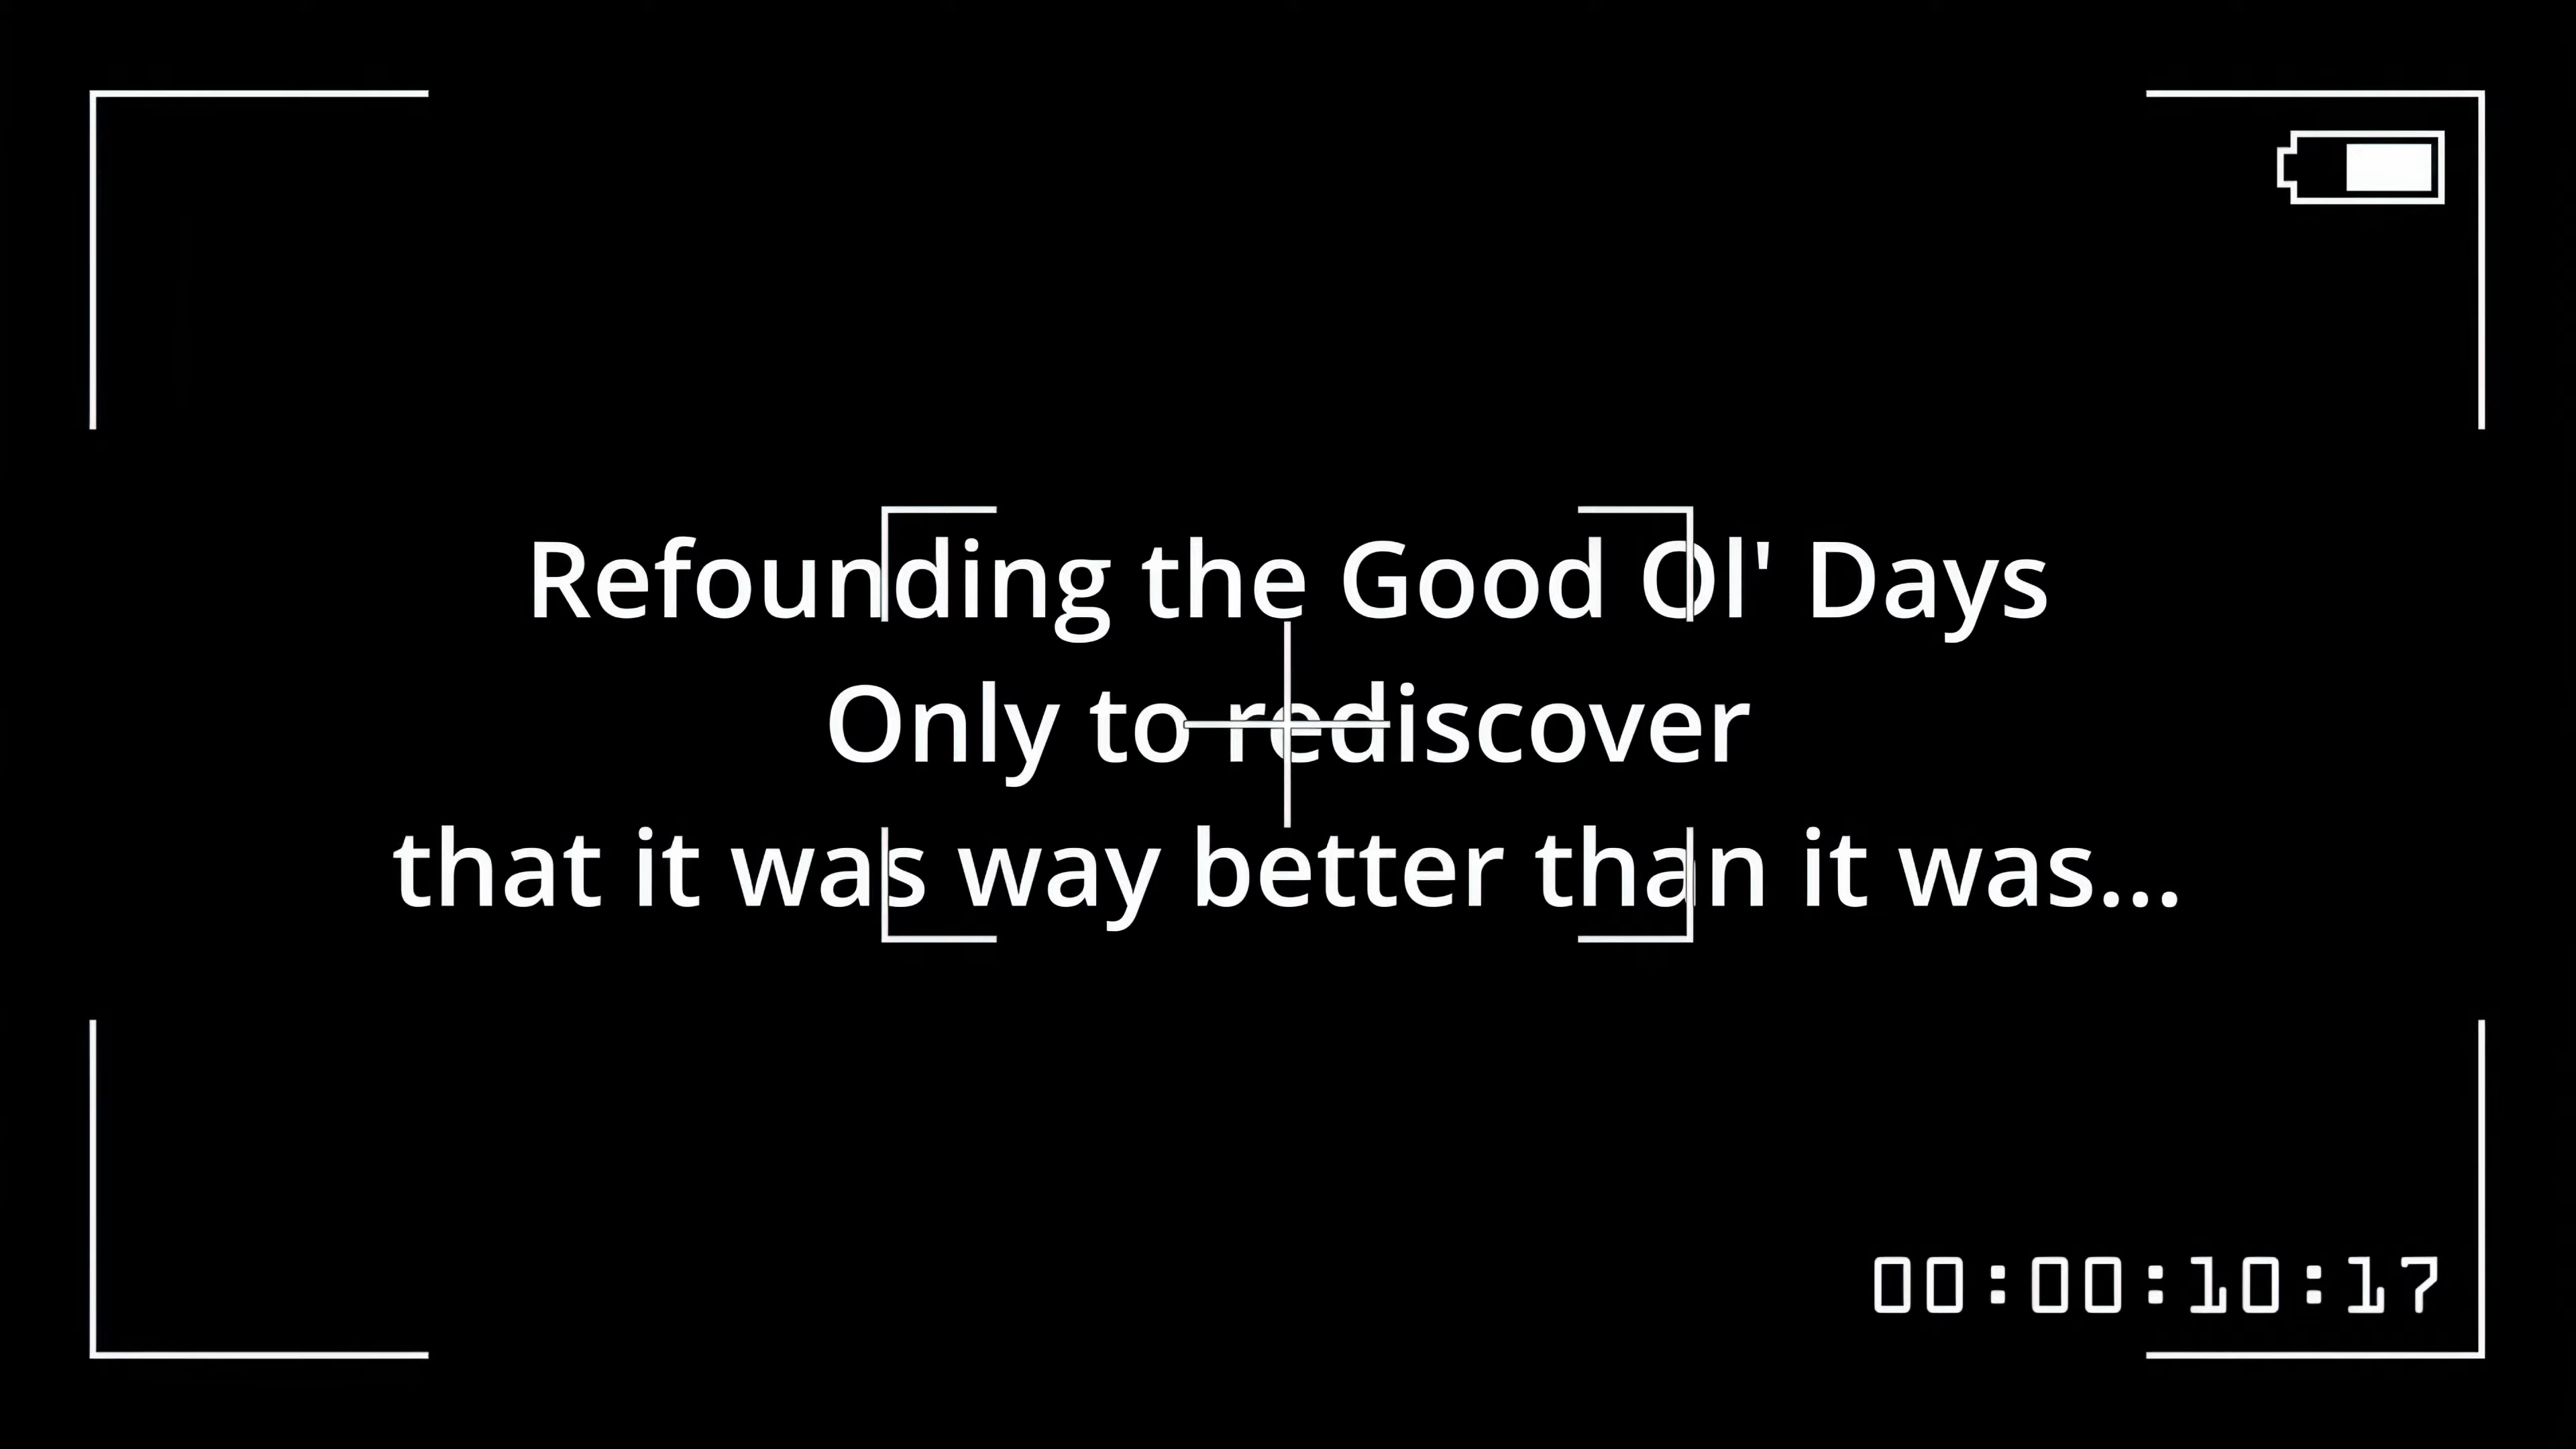 Refounding the Good Ol' Days
Only to rediscover
that it was way better than it was...
00:00:10:17